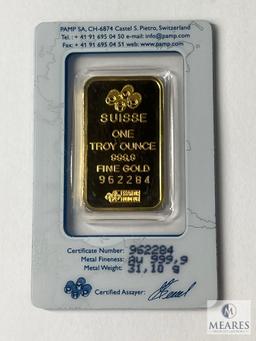 PAMP SA, CH-6874 Castel S. Pietro, Switzerland
Tel : + 41 91 695 04 50 e-mail : info@pamp.com
Fax : + 41 91 695 04 51 web : www.pamp.com
SUISSE
ONE
TROY OUNCE
999,9
FINE GOLD
962284
Certificate Number: 962284
Metal Fineness: Au 999,9
Metal Weight: 31,10 g
Certified Assayer:
M
MEARES